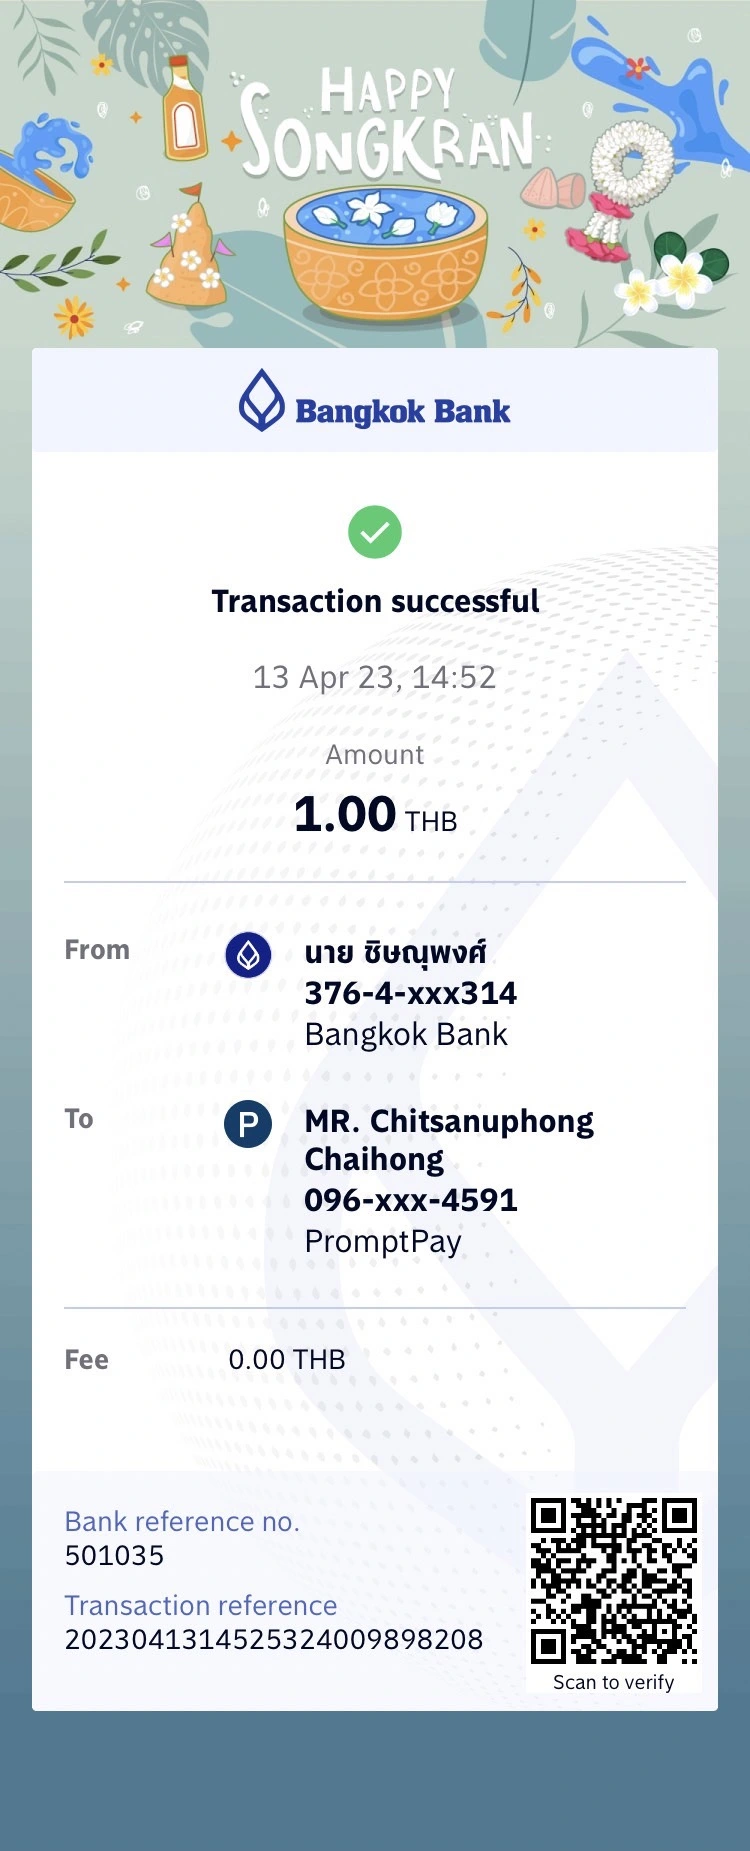 HAPPY
SONGKRAN
Bangkok Bank
Transaction successful
13 Apr 23, 14:52
Amount
1.00 THB
From
นาย ชิษณุพงศ์
376-4-xxx314
Bangkok Bank
To
P
MR. Chitsanuphong
Chaihong
096-xxx-4591
PromptPay
Fee 0.00 THB
Bank reference no.
501035
Transaction reference
2023041314525324009898208
Scan to verify